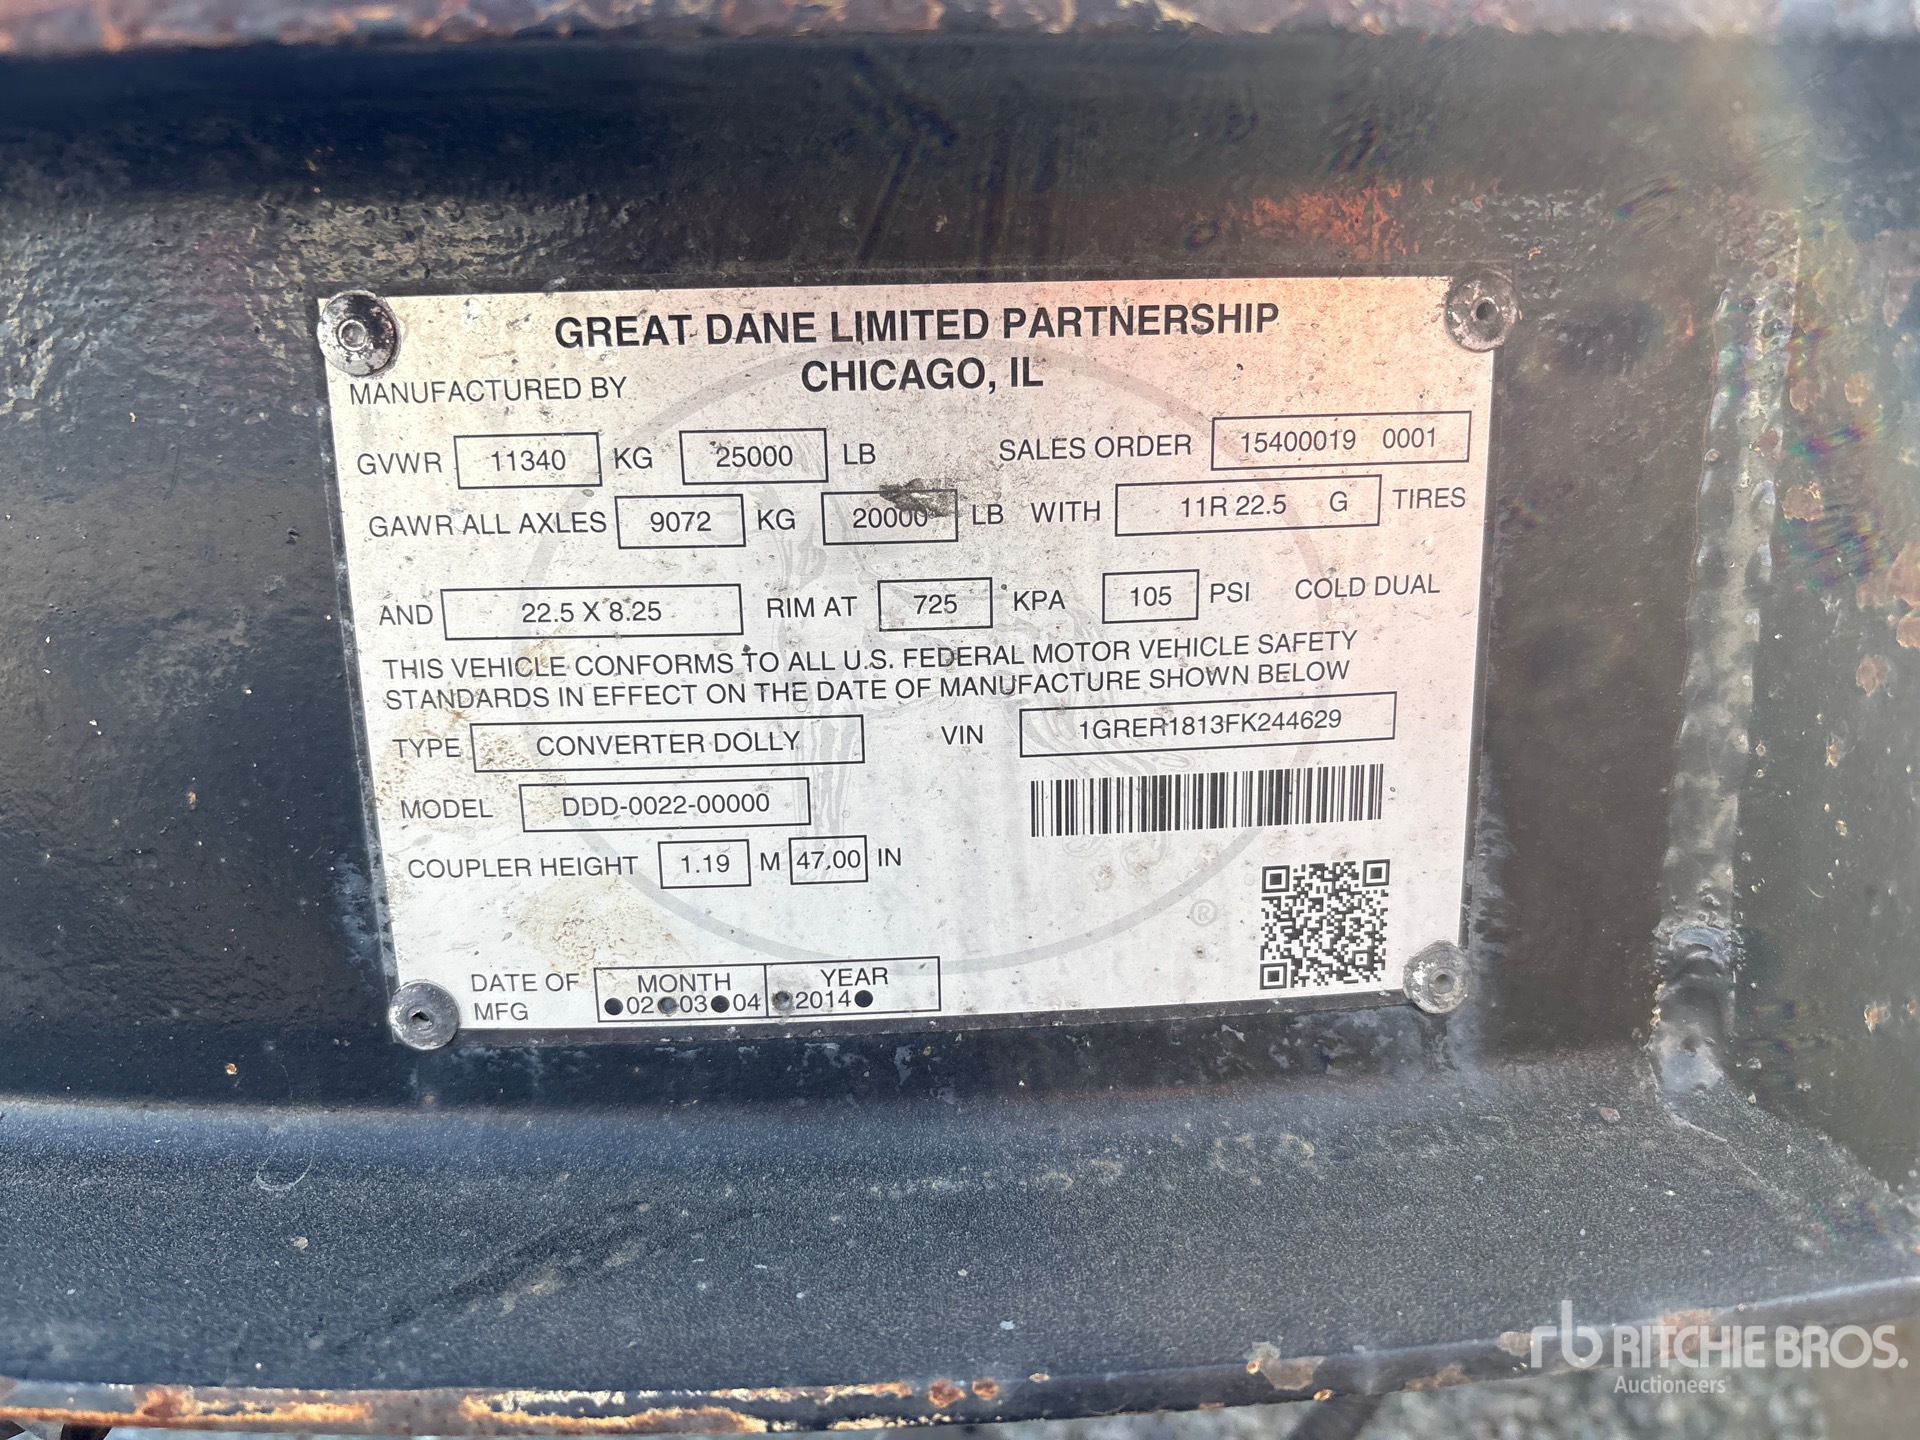 GREAT DANE LIMITED PARTNERSHIP
MANUFACTURED BY CHICAGO, IL
GVWR 11340 KG 25000 LB SALES ORDER 15400019 0001
GAWR ALL AXLES 9072 KG 20000 LB WITH 11R 22.5 G TIRES
AND 22.5 X 8.25 RIM AT 725 KPA 105 PSI COLD DUAL
THIS VEHICLE CONFORMS TO ALL U.S. FEDERAL MOTOR VEHICLE SAFETY
STANDARDS IN EFFECT ON THE DATE OF MANUFACTURE SHOWN BELOW
TYPE CONVERTER DOLLY VIN 1GRER1813FK244629
MODEL DDD-0022-00000
COUPLER HEIGHT 1.19 M 47.00 IN
®
DATE OF MONTH YEAR
MFG ●02●03●04 ●2014●
rb RITCHIE BROS.
Auctioneers